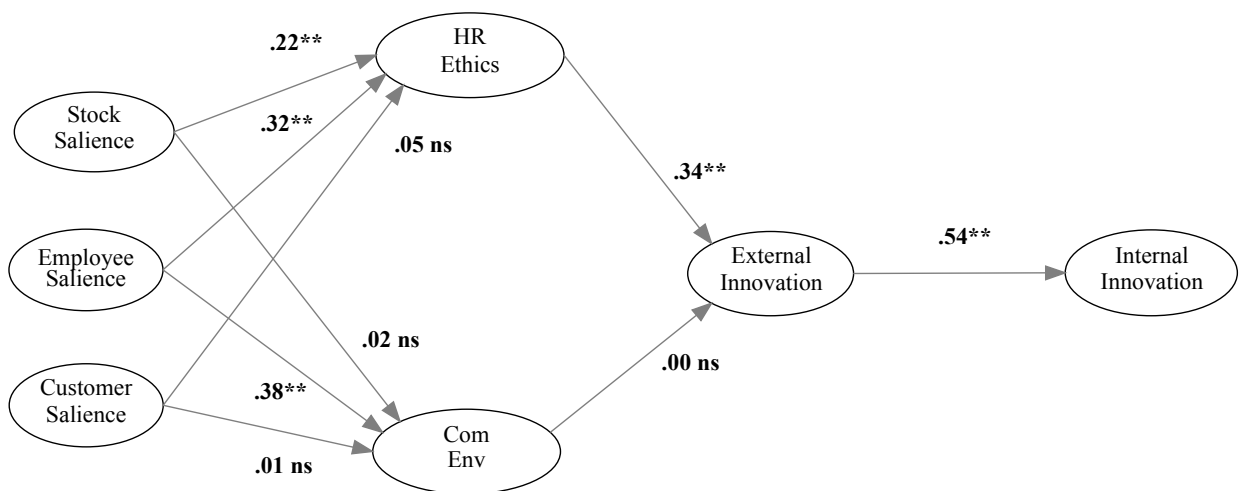 HR
Ethics
.22**
Stock
Salience
.32**
.05 ns
.34**
Employee
Salience
External
Innovation
.54**
Internal
Innovation
.02 ns
.00 ns
Customer
Salience
.38**
Com
Env
.01 ns